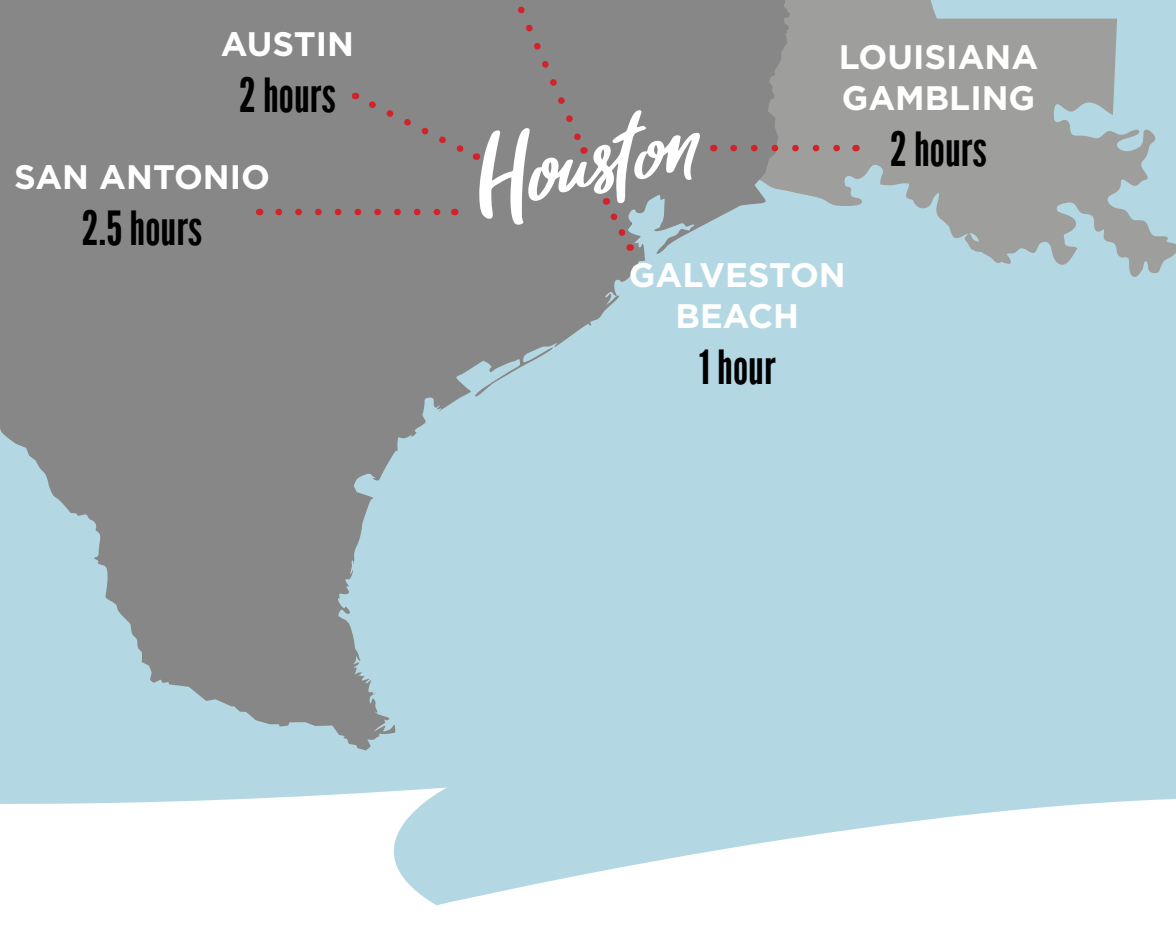 AUSTIN
2 hours
LOUISIANA
GAMBLING
2 hours
Houston
SAN ANTONIO
2.5 hours
GALVESTON
BEACH
1 hour